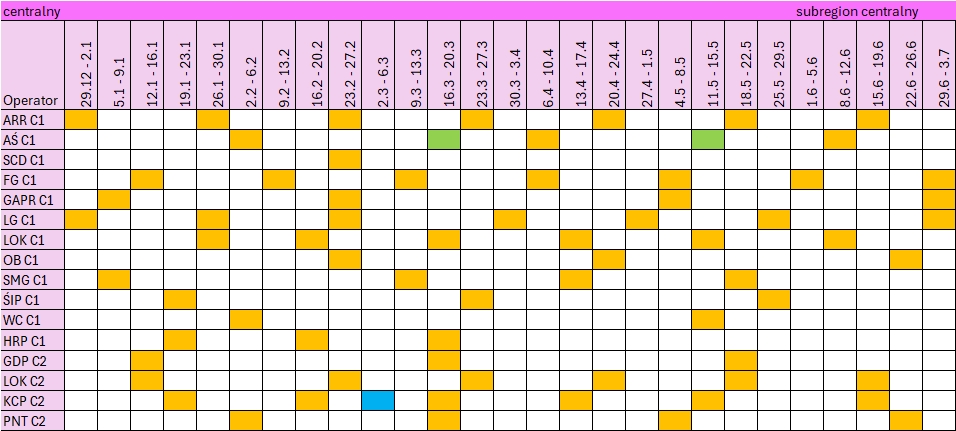 centralny subregion centralny
Operator 29.12 - 2.1 5.1 - 9.1 12.1 - 16.1 19.1 - 23.1 26.1 - 30.1 2.2 - 6.2 9.2 - 13.2 16.2 - 20.2 23.2 - 27.2 2.3 - 6.3 9.3 - 13.3 16.3 - 20.3 23.3 - 27.3 30.3 - 3.4 6.4 - 10.4 13.4 - 17.4 20.4 - 24.4 27.4 - 1.5 4.5 - 8.5 11.5 - 15.5 18.5 - 22.5 25.5 - 29.5 1.6 - 5.6 8.6 - 12.6 15.6 - 19.6 22.6 - 26.6 29.6 - 3.7
ARR C1
AŚ C1
SCD C1
FG C1
GAPR C1
LG C1
LOK C1
OB C1
SMG C1
ŚIP C1
WC C1
HRP C1
GDP C2
LOK C2
KCP C2
PNT C2